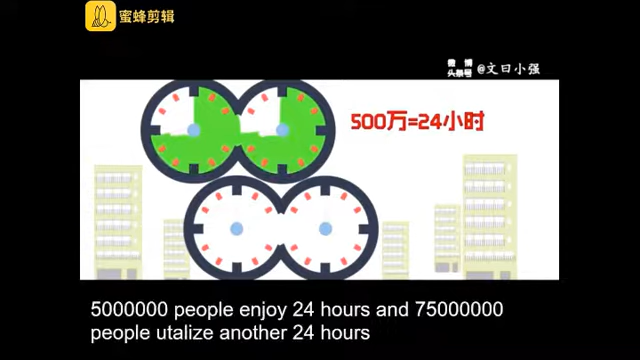 蜜蜂剪辑
微博
头条号 @文曰小强
500万=24小时
5000000 people enjoy 24 hours and 75000000
people utalize another 24 hours